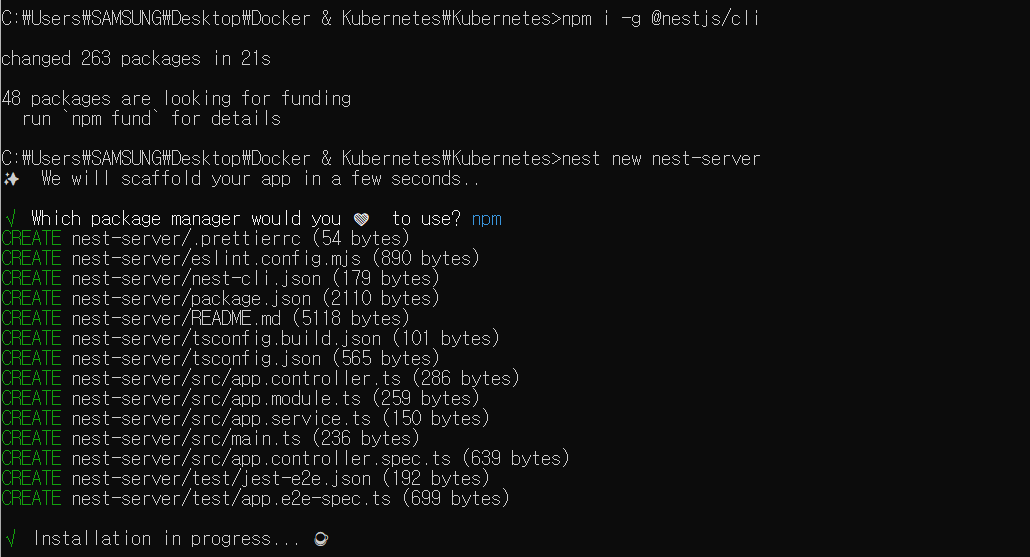 C:₩Users₩SAMSUNG₩Desktop₩Docker & Kubernetes₩Kubernetes>npm i -g @nestjs/cli
changed 263 packages in 21s
48 packages are looking for funding
  run `npm fund` for details
C:₩Users₩SAMSUNG₩Desktop₩Docker & Kubernetes₩Kubernetes>nest new nest-server
✨  We will scaffold your app in a few seconds..
√ Which package manager would you 💖  to use? npm
CREATE nest-server/.prettierrc (54 bytes)
CREATE nest-server/eslint.config.mjs (890 bytes)
CREATE nest-server/nest-cli.json (179 bytes)
CREATE nest-server/package.json (2110 bytes)
CREATE nest-server/README.md (5118 bytes)
CREATE nest-server/tsconfig.build.json (101 bytes)
CREATE nest-server/tsconfig.json (565 bytes)
CREATE nest-server/src/app.controller.ts (286 bytes)
CREATE nest-server/src/app.module.ts (259 bytes)
CREATE nest-server/src/app.service.ts (150 bytes)
CREATE nest-server/src/main.ts (236 bytes)
CREATE nest-server/src/app.controller.spec.ts (639 bytes)
CREATE nest-server/test/jest-e2e.json (192 bytes)
CREATE nest-server/test/app.e2e-spec.ts (699 bytes)
√ Installation in progress... ☕